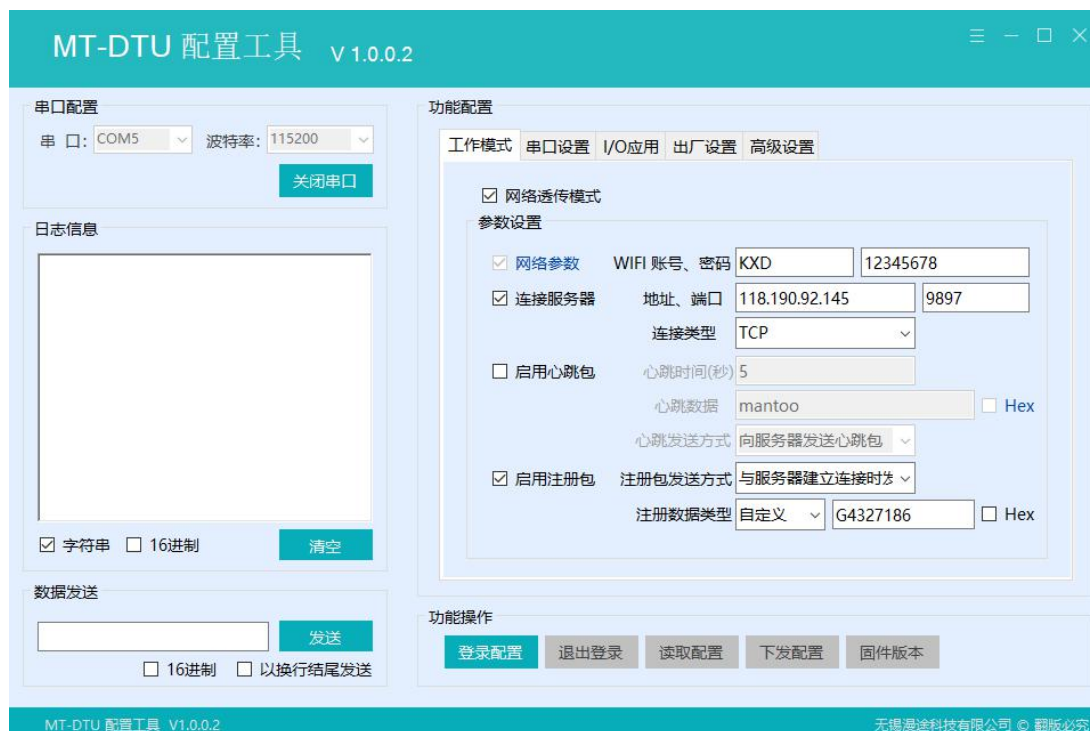 MT-DTU 配置工具 V 1.0.0.2
串口配置
串 口: COM5 波特率: 115200
关闭串口
日志信息
字符串 16进制 清空
数据发送
发送
16进制 以换行结尾发送
功能配置
工作模式 串口设置 I/O应用 出厂设置 高级设置
网络透传模式
参数设置
网络参数 WIFI 账号、密码 KXD 12345678
连接服务器 地址、端口 118.190.92.145 9897
连接类型 TCP
启用心跳包 心跳时间(秒) 5
心跳数据 mantoo Hex
心跳发送方式 向服务器发送心跳包
启用注册包 注册包发送方式 与服务器建立连接时发
注册数据类型 自定义 G4327186 Hex
功能操作
登录配置 退出登录 读取配置 下发配置 固件版本
MT-DTU 配置工具 V1.0.0.2 无锡漫途科技有限公司 © 翻版必究